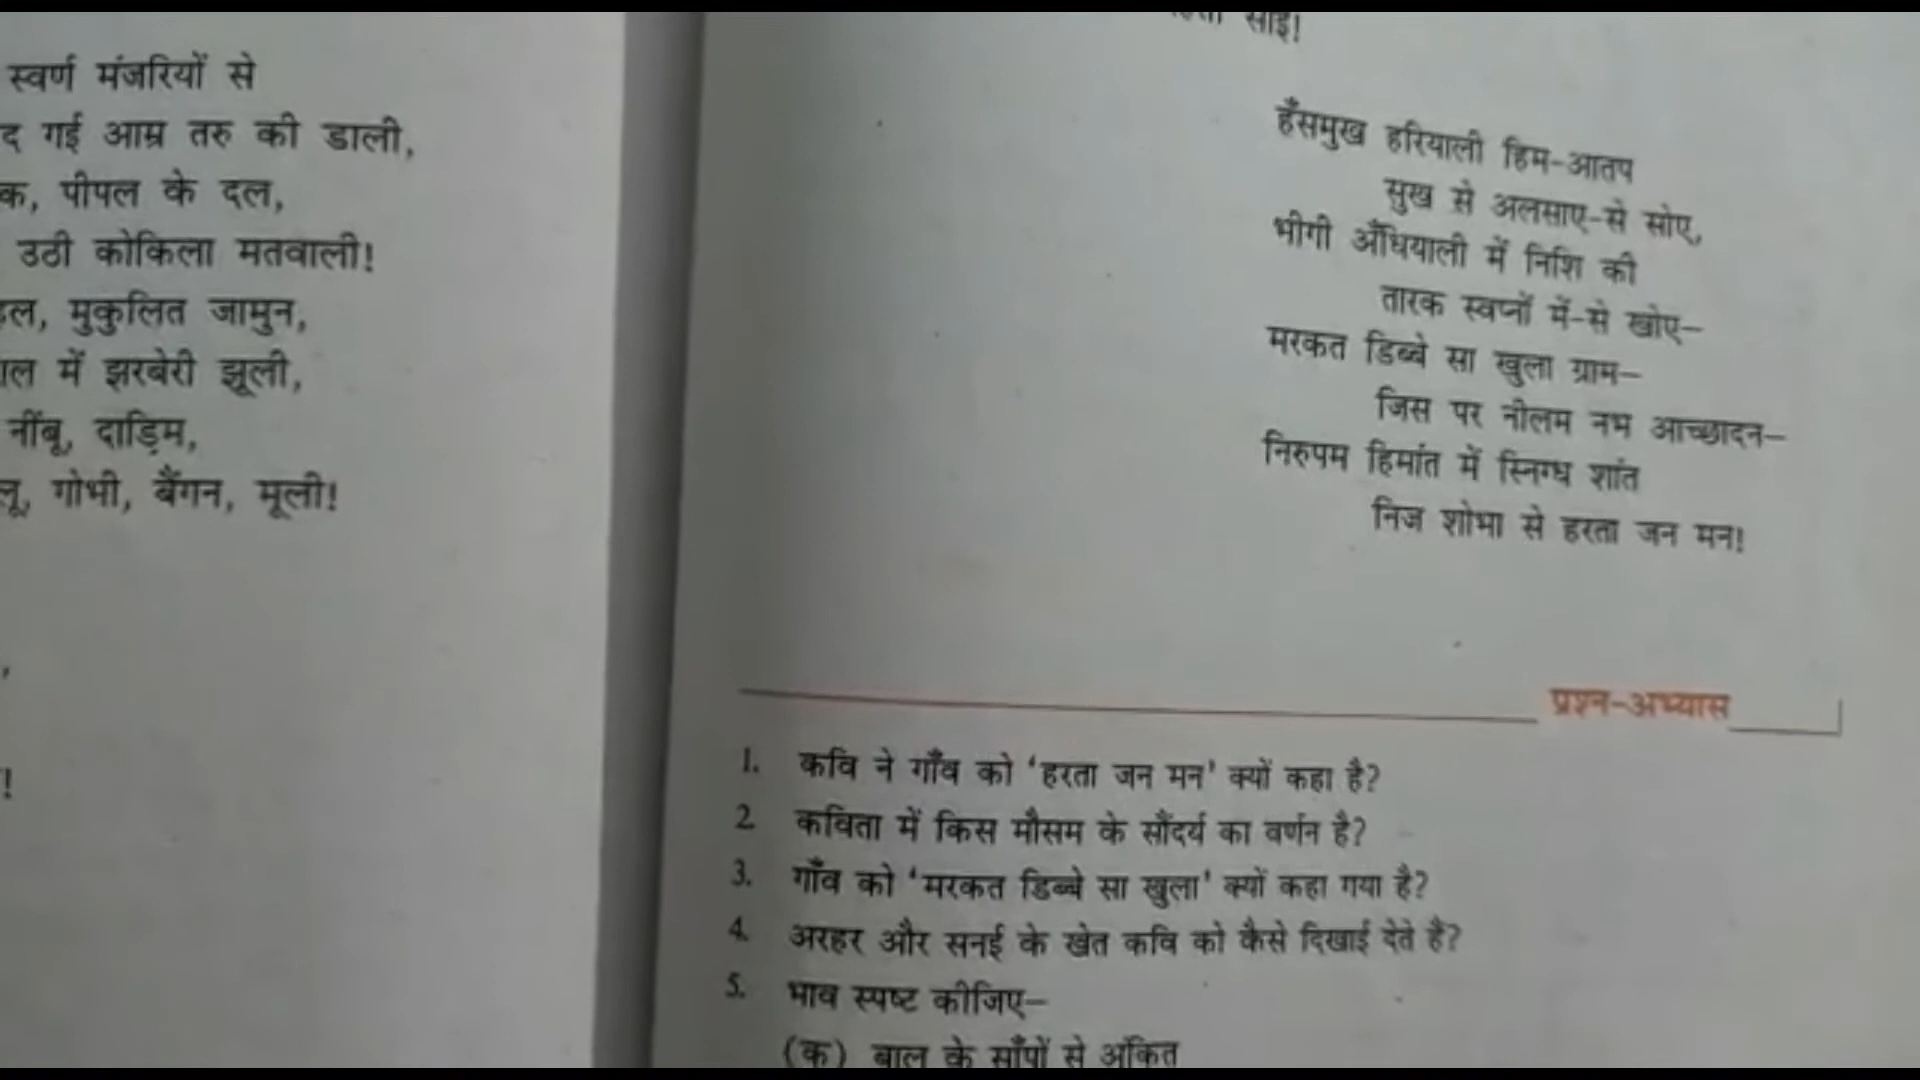 स्वर्ण मंजरियों से
गई आम्र तरु की डाली,
पीपल के दल,
उठी कोकिला मतवाली!
मुकुलित जामुन,
में झरबेरी झूली,
नींबू, दाड़िम,
गोभी, बैंगन, मूली!
हँसमुख हरियाली हिम-आतप
सुख से अलसाए-से सोए,
भीगी अँधियाली में निशि की
तारक स्वप्नों में-से खोए—
मरकत डिब्बे सा खुला ग्राम—
जिस पर नीलम नभ आच्छादन—
निरुपम हिमांत में स्निग्ध शांत
निज शोभा से हरता जन मन!
प्रश्न-अभ्यास
1. कवि ने गाँव को 'हरता जन मन' क्यों कहा है?
2 कविता में किस मौसम के सौंदर्य का वर्णन है?
3. गाँव को 'मरकत डिब्बे सा खुला' क्यों कहा गया है?
4. अरहर और सनई के खेत कवि को कैसे दिखाई देते हैं?
5. भाव स्पष्ट कीजिए—
(क) बालू के साँपों से अंकित